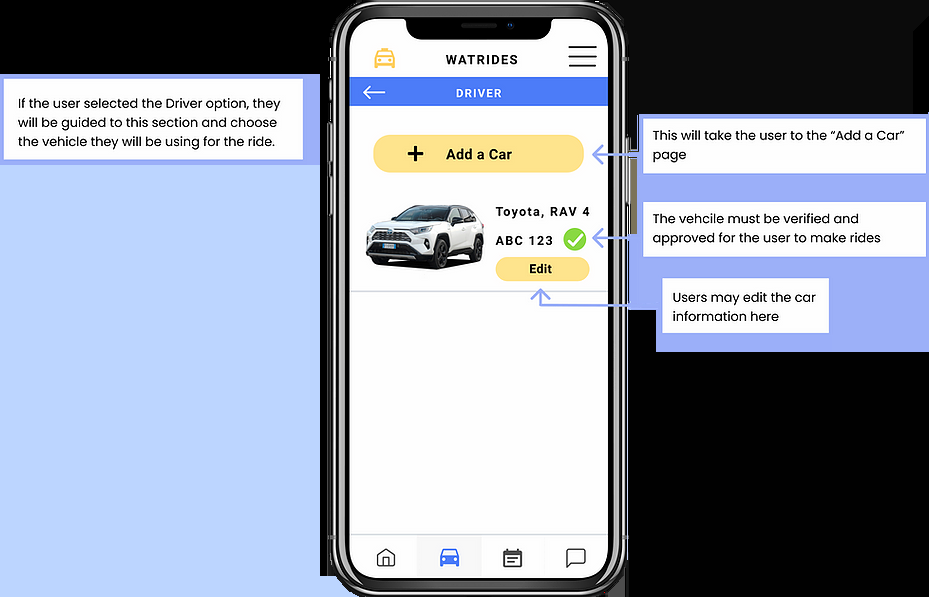 WATRIDES
DRIVER
If the user selected the Driver option, they
will be guided to this section and choose
the vehicle they will be using for the ride.
+ Add a Car
This will take the user to the “Add a Car”
page
Toyota, RAV 4
ABC 123
Edit
The vehcile must be verified and
approved for the user to make rides
Users may edit the car
information here